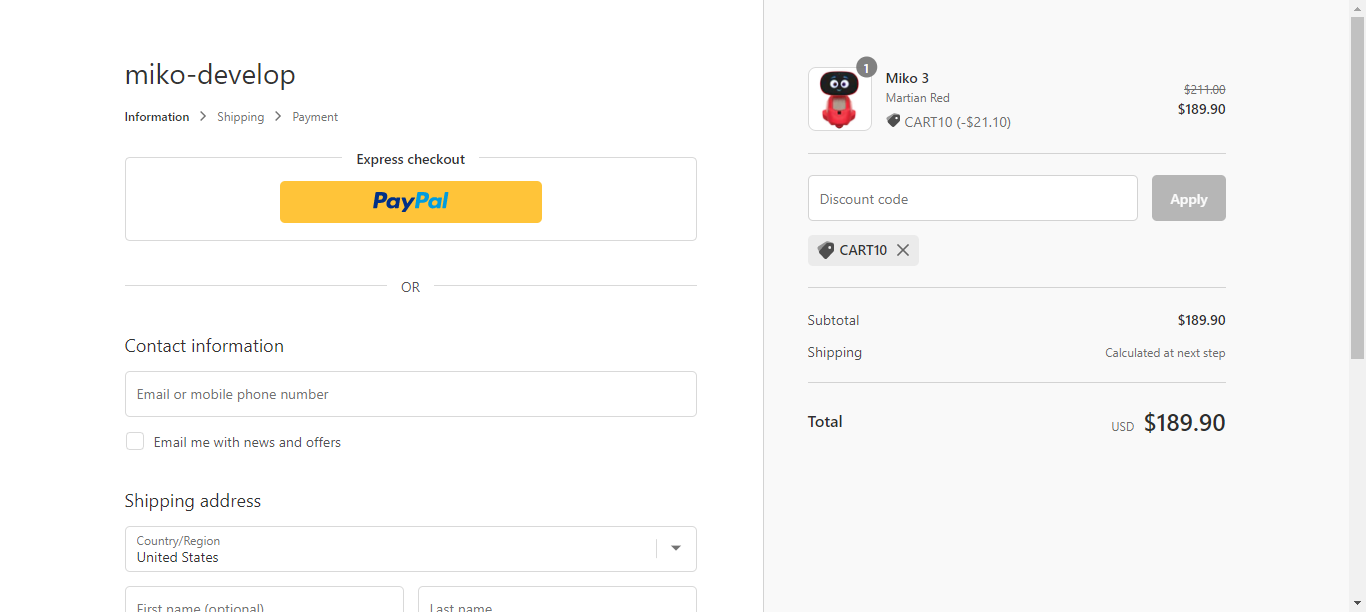 miko-develop
Information > Shipping > Payment
Express checkout
PayPal
OR
Contact information
Email or mobile phone number
Email me with news and offers
Shipping address
Country/Region
United States
First name (optional)
Last name
1
Miko 3
Martian Red
CART10 (-$21.10)
$211.00
$189.90
Discount code
Apply
CART10
Subtotal $189.90
Shipping Calculated at next step
Total USD $189.90